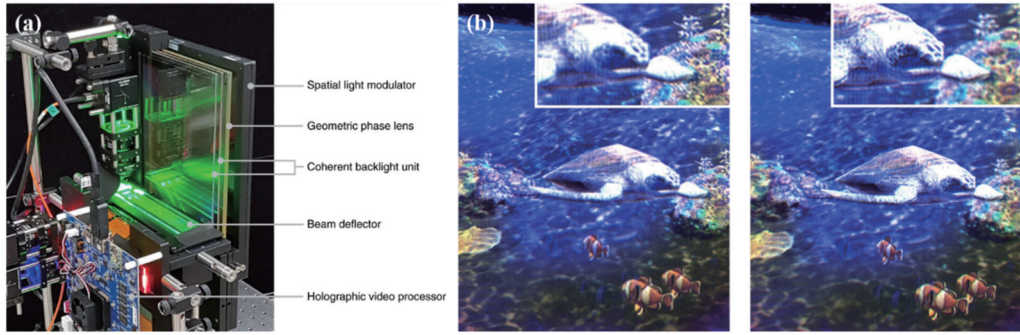 (a)
Spatial light modulator
Geometric phase lens
Coherent backlight unit
Beam deflector
Holographic video processor
(b)